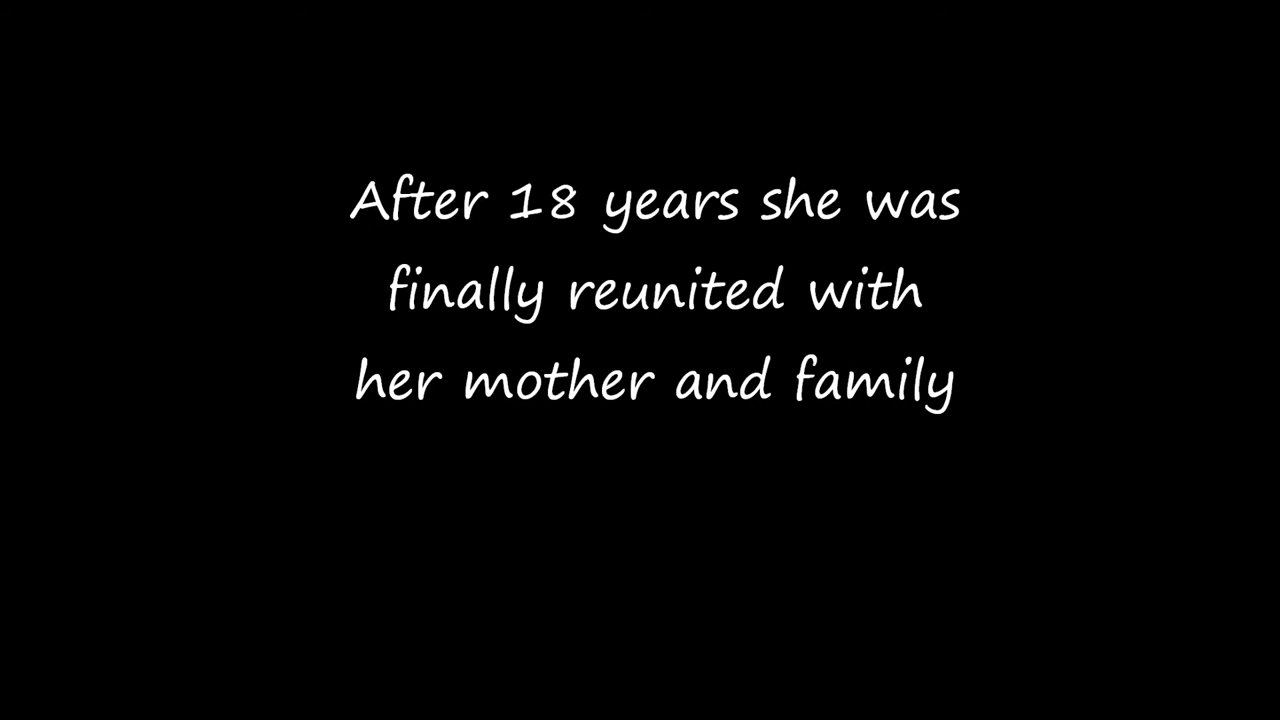 After 18 years she was
finally reunited with
her mother and family